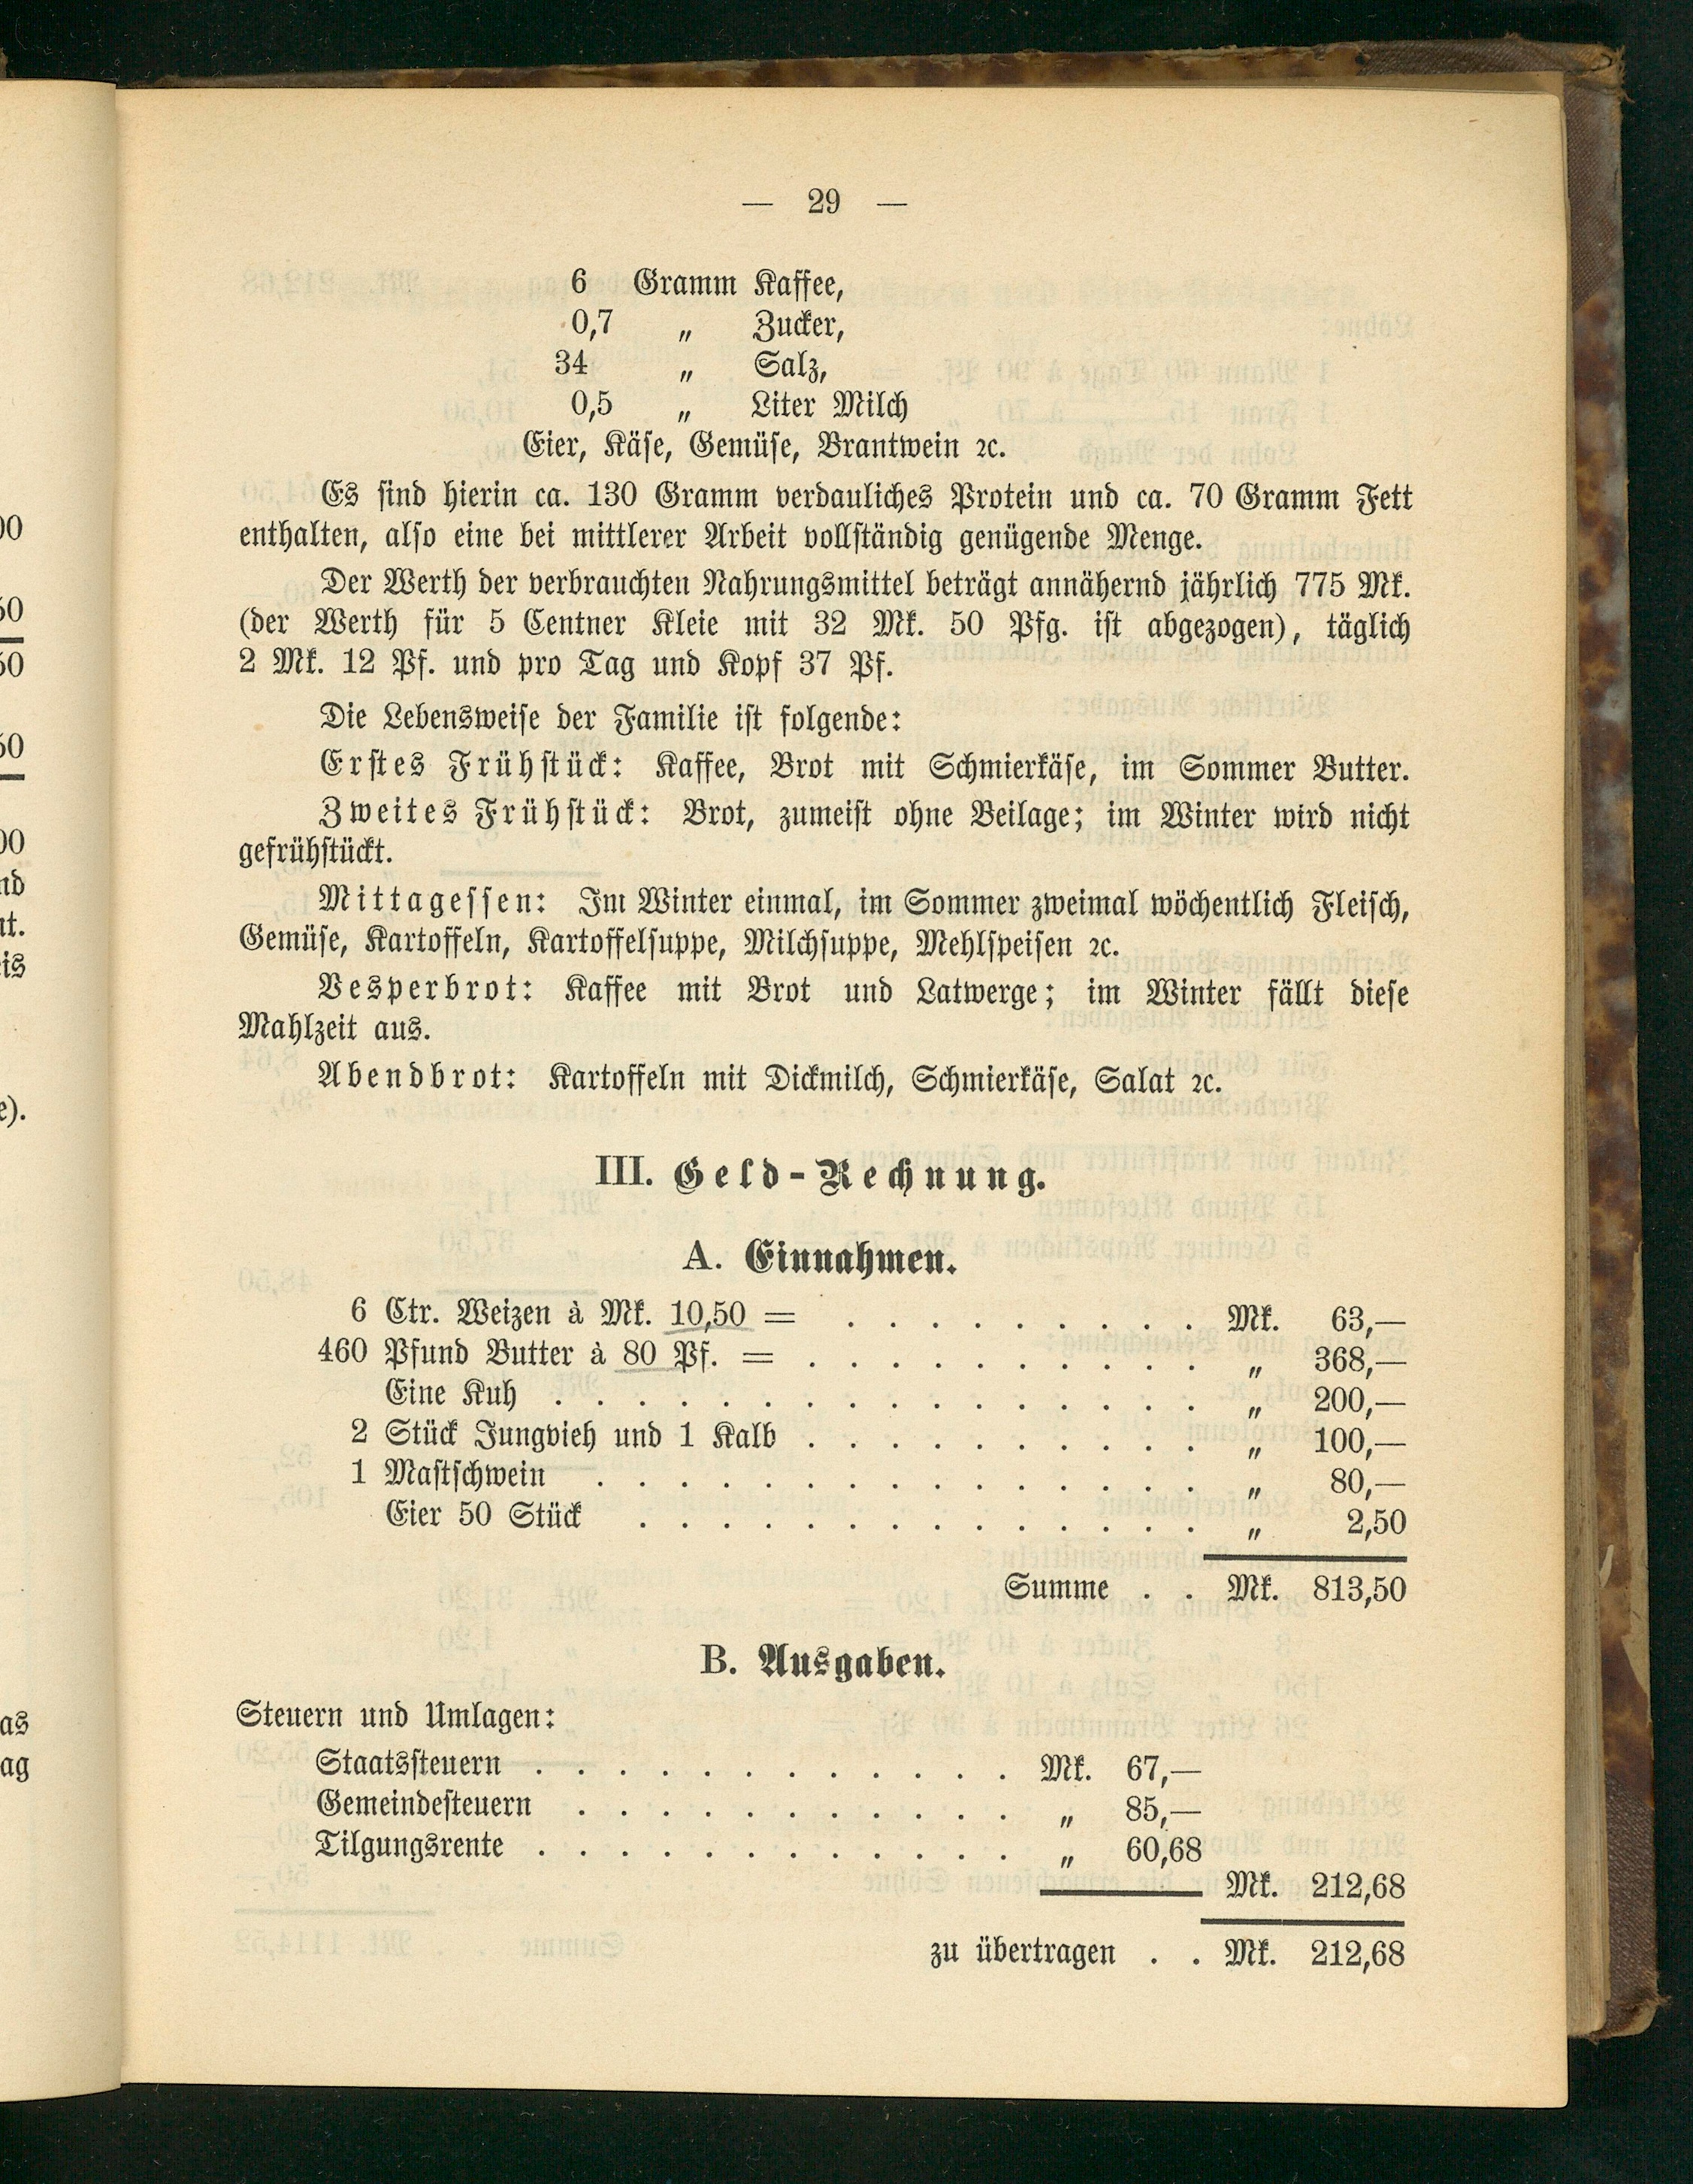 — 29 —
6 Gramm Kaffee,
0,7 „ Zucker,
34 „ Salz,
0,5 „ Liter Milch
Eier, Käse, Gemüse, Brantwein ꝛc.
Es sind hierin ca. 130 Gramm verdauliches Protein und ca. 70 Gramm Fett
enthalten, also eine bei mittlerer Arbeit vollständig genügende Menge.
Der Werth der verbrauchten Nahrungsmittel beträgt annähernd jährlich 775 Mk.
(der Werth für 5 Centner Kleie mit 32 Mk. 50 Pfg. ist abgezogen), täglich
2 Mk. 12 Pf. und pro Tag und Kopf 37 Pf.
Die Lebensweise der Familie ist folgende:
Erstes Frühstück: Kaffee, Brot mit Schmierkäse, im Sommer Butter.
Zweites Frühstück: Brot, zumeist ohne Beilage; im Winter wird nicht
gefrühstückt.
Mittagessen: Im Winter einmal, im Sommer zweimal wöchentlich Fleisch,
Gemüse, Kartoffeln, Kartoffelsuppe, Milchsuppe, Mehlspeisen ꝛc.
Vesperbrot: Kaffee mit Brot und Latwerge; im Winter fällt diese
Mahlzeit aus.
Abendbrot: Kartoffeln mit Dickmilch, Schmierkäse, Salat ꝛc.
III. Geld-Rechnung.
A. Einnahmen.
6 Ctr. Weizen à Mk. 10,50 = . . . . . . . . . Mk. 63,—
460 Pfund Butter à 80 Pf. = . . . . . . . . . . „ 368,—
Eine Kuh . . . . . . . . . . . . . . . . „ 200,—
2 Stück Jungvieh und 1 Kalb . . . . . . . . . . „ 100,—
1 Mastschwein . . . . . . . . . . . . . . . „ 80,—
Eier 50 Stück . . . . . . . . . . . . . . „ 2,50
Summe . . Mk. 813,50
B. Ausgaben.
Steuern und Umlagen:
Staatssteuern . . . . . . . . . . . . Mk. 67,—
Gemeindesteuern . . . . . . . . . . . „ 85,—
Tilgungsrente . . . . . . . . . . . . „ 60,68
Mk. 212,68
zu übertragen . . Mk. 212,68